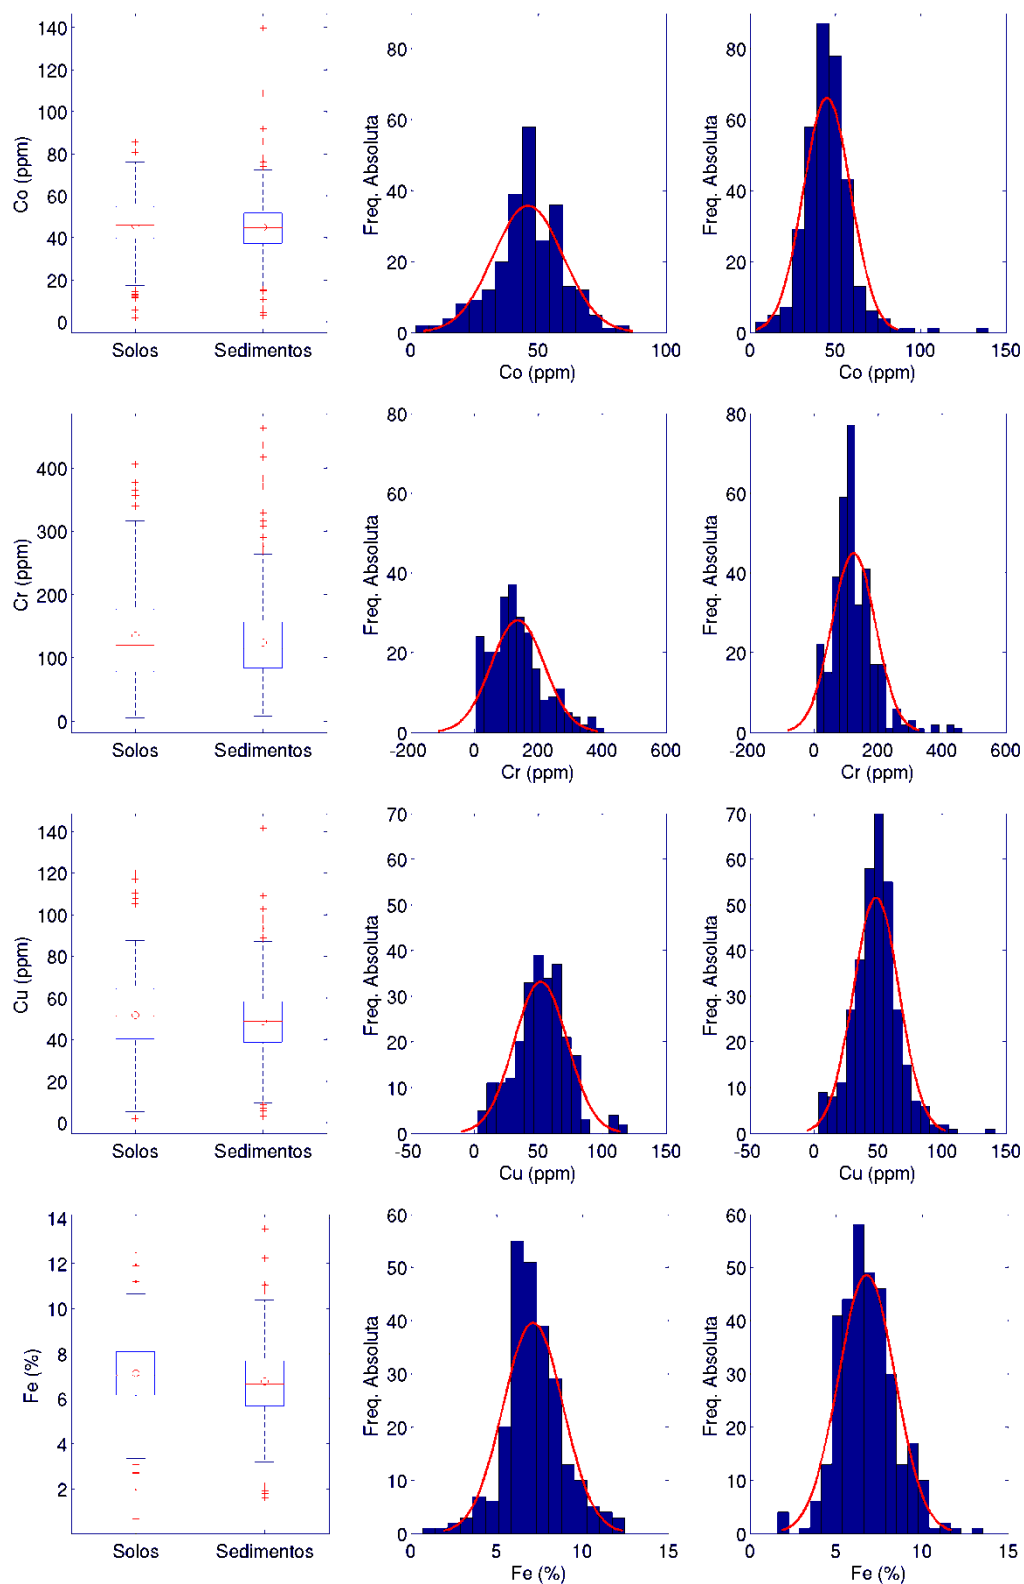 140
120
100
80
60
40
20
0
Co (ppm)
Solos Sedimentos
80
60
40
20
0
Freq. Absoluta
0 50 100
Co (ppm)
80
60
40
20
0
Freq. Absoluta
0 50 100 150
Co (ppm)
400
300
200
100
0
Cr (ppm)
Solos Sedimentos
80
60
40
20
0
Freq. Absoluta
-200 0 200 400 600
Cr (ppm)
80
60
40
20
0
Freq. Absoluta
-200 0 200 400 600
Cr (ppm)
140
120
100
80
60
40
20
0
Cu (ppm)
Solos Sedimentos
70
60
50
40
30
20
10
0
Freq. Absoluta
-50 0 50 100 150
Cu (ppm)
70
60
50
40
30
20
10
0
Freq. Absoluta
-50 0 50 100 150
Cu (ppm)
14
12
10
8
6
4
2
Fe (%)
Solos Sedimentos
60
50
40
30
20
10
0
Freq. Absoluta
0 5 10 15
Fe (%)
60
50
40
30
20
10
0
Freq. Absoluta
0 5 10 15
Fe (%)